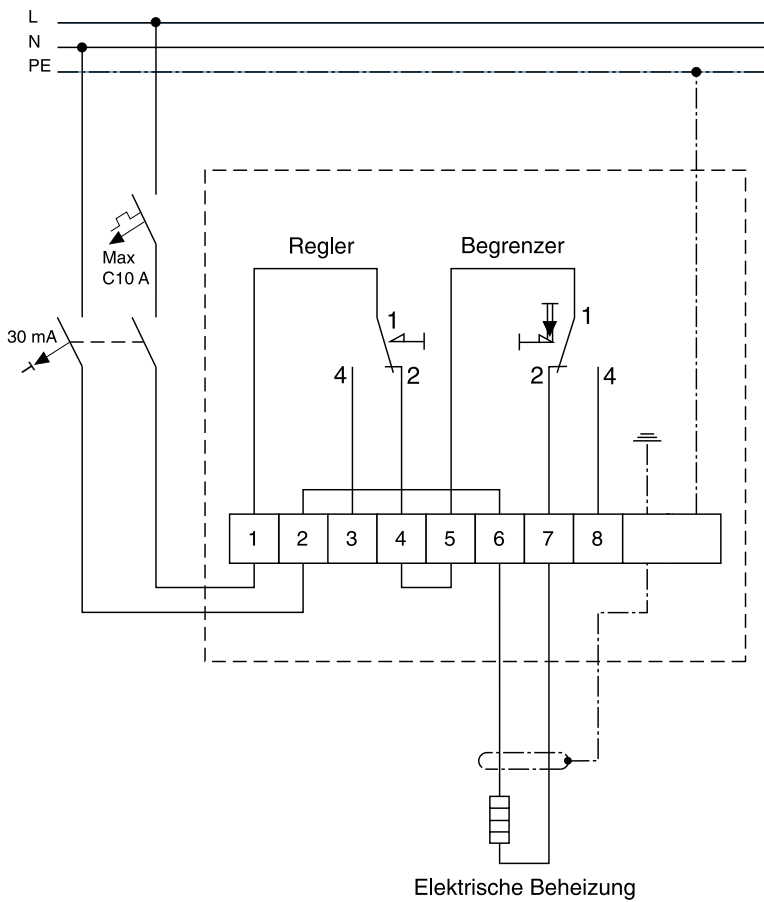 L
N
PE
Regler
Begrenzer
Max
C10 A
30 mA
1
1
4
2
2
4
1 2 3 4 5 6 7 8
Elektrische Beheizung